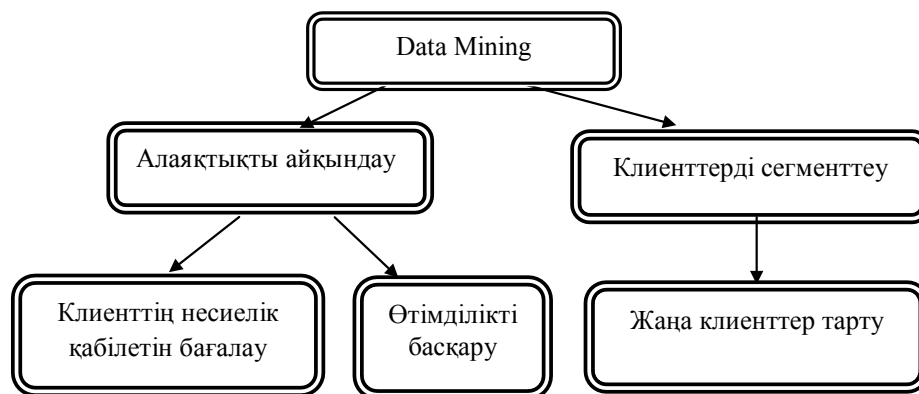 Data Mining
Алаяқтықты айқындау
Клиенттерді сегменттеу
Клиенттің несиелік
қабілетін бағалау
Өтімділікті
басқару
Жаңа клиенттер тарту